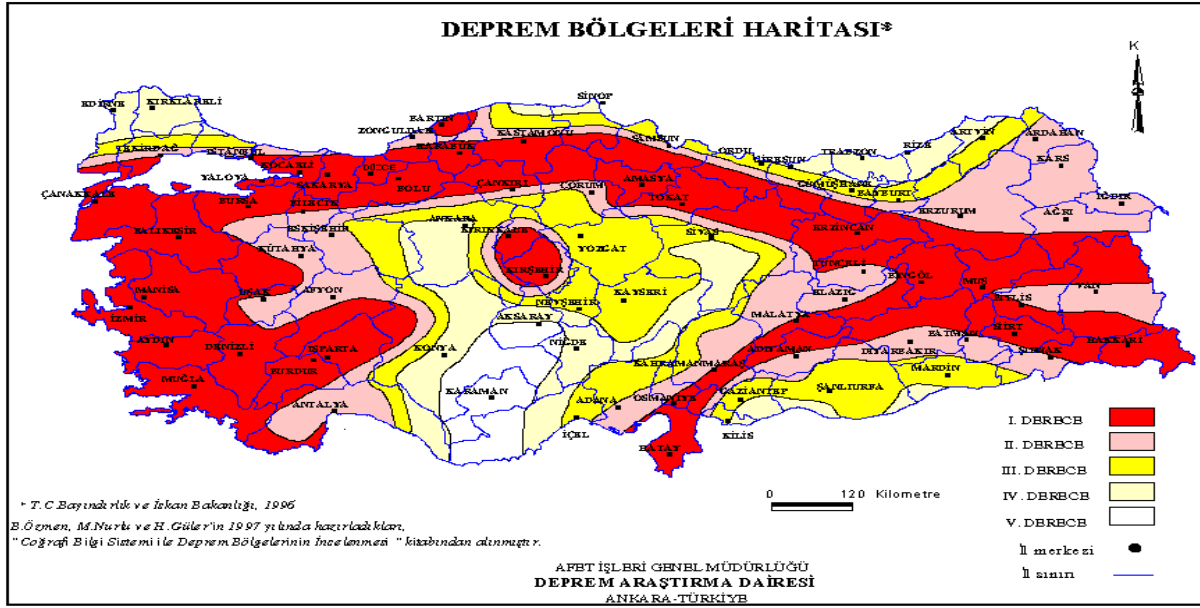 DEPREM BÖLGELERİ HARİTASI*
K
SİNOP
EDİRNE KIRKLARELİ
BARTIN
ZONGULDAK KASTAMONU SAMSUN ARTVİN ARDAHAN
TEKİRDAĞ İSTANBUL KOCAELİ DÜZCE KARABUK ORDU GİRESUN TRABZON RİZE KARS
YALOVA SAKARYA BOLU ÇANKIRI ÇORUM AMASYA GÜMÜŞHANE BAYBURT
ÇANAKKALE BURSA BİLECİK TOKAT ERZURUM AĞRI IĞDIR
BALIKESİR ESKİŞEHİR ANKARA KIRIKKALE YOZGAT SİVAS ERZİNCAN
KÜTAHYA KIRŞEHİR TUNCELİ BİNGÖL MUŞ
MANİSA UŞAK AFYON NEVŞEHİR KAYSERİ ELAZIĞ BİTLİS VAN
İZMİR AKSARAY MALATYA SİİRT
AYDIN DENİZLİ ISPARTA KONYA NİĞDE ADIYAMAN DİYARBAKIR BATMAN ŞIRNAK HAKKARİ
MUĞLA BURDUR KAHRAMANMARAŞ MARDİN
ANTALYA KARAMAN ADANA OSMANİYE GAZİANTEP ŞANLIURFA
İÇEL KİLİS
HATAY
I. DERECE
II. DERECE
III. DERECE
IV. DERECE
V. DERECE
İl merkezi
İl sınırı
0 120 Kilometre
* T.C Bayındırlık ve İskan Bakanlığı, 1996
B.Özmen, M.Nurlu ve H.Güler'in 1997 yılında hazırladıkları,
"Coğrafi Bilgi Sistemi ile Deprem Bölgelerinin İncelenmesi " kitabından alınmıştır.
AFET İŞLERİ GENEL MÜDÜRLÜĞÜ
DEPREM ARAŞTIRMA DAİRESİ
ANKARA-TÜRKİYE